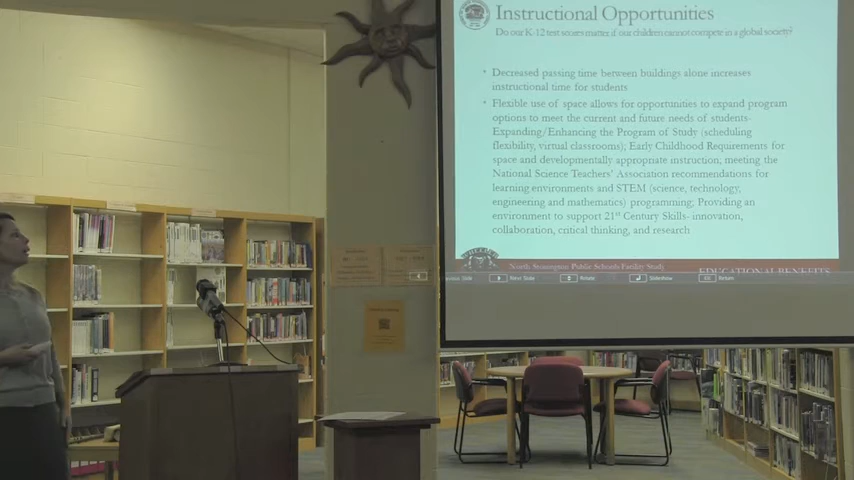 Instructional Opportunities
Do our K-12 test scores matter if our children cannot compete in a global society?
• Decreased passing time between buildings alone increases
instructional time for students
• Flexible use of space allows for opportunities to expand program
options to meet the current and future needs of students-
Expanding/Enhancing the Program of Study (scheduling
flexibility, virtual classrooms); Early Childhood Requirements for
space and developmentally appropriate instruction; meeting the
National Science Teachers' Association recommendations for
learning environments and STEM (science, technology,
engineering and mathematics) programming; Providing an
environment to support 21st Century Skills- innovation,
collaboration, critical thinking, and research
North Stonington Public Schools Facility Study
EDUCATIONAL BENEFITS
Next Slide
Return
Slideshow
Return